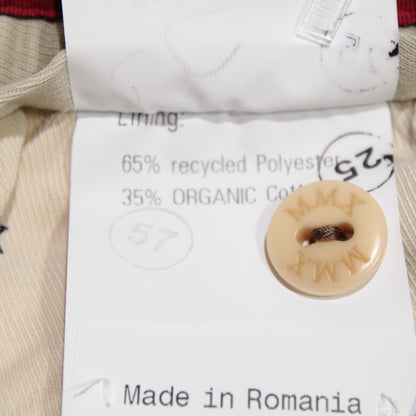 Lining:
65% recycled Polyester
35% ORGANIC
25
57
MMX
MMX
Made in Romania